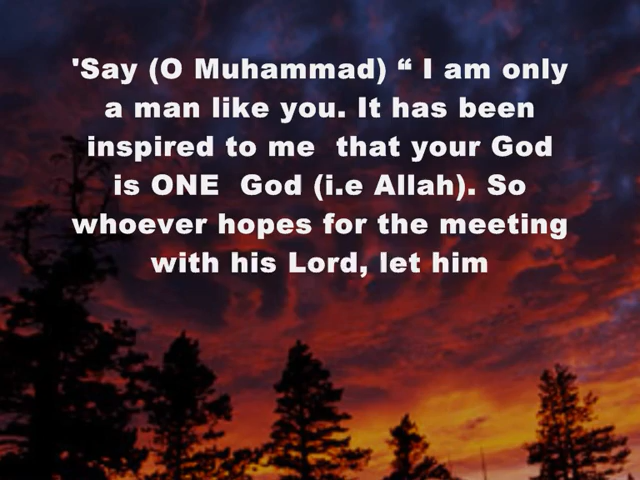 'Say (O Muhammad) “ I am only
a man like you. It has been
inspired to me  that your God
is ONE  God (i.e Allah). So
whoever hopes for the meeting
with his Lord, let him